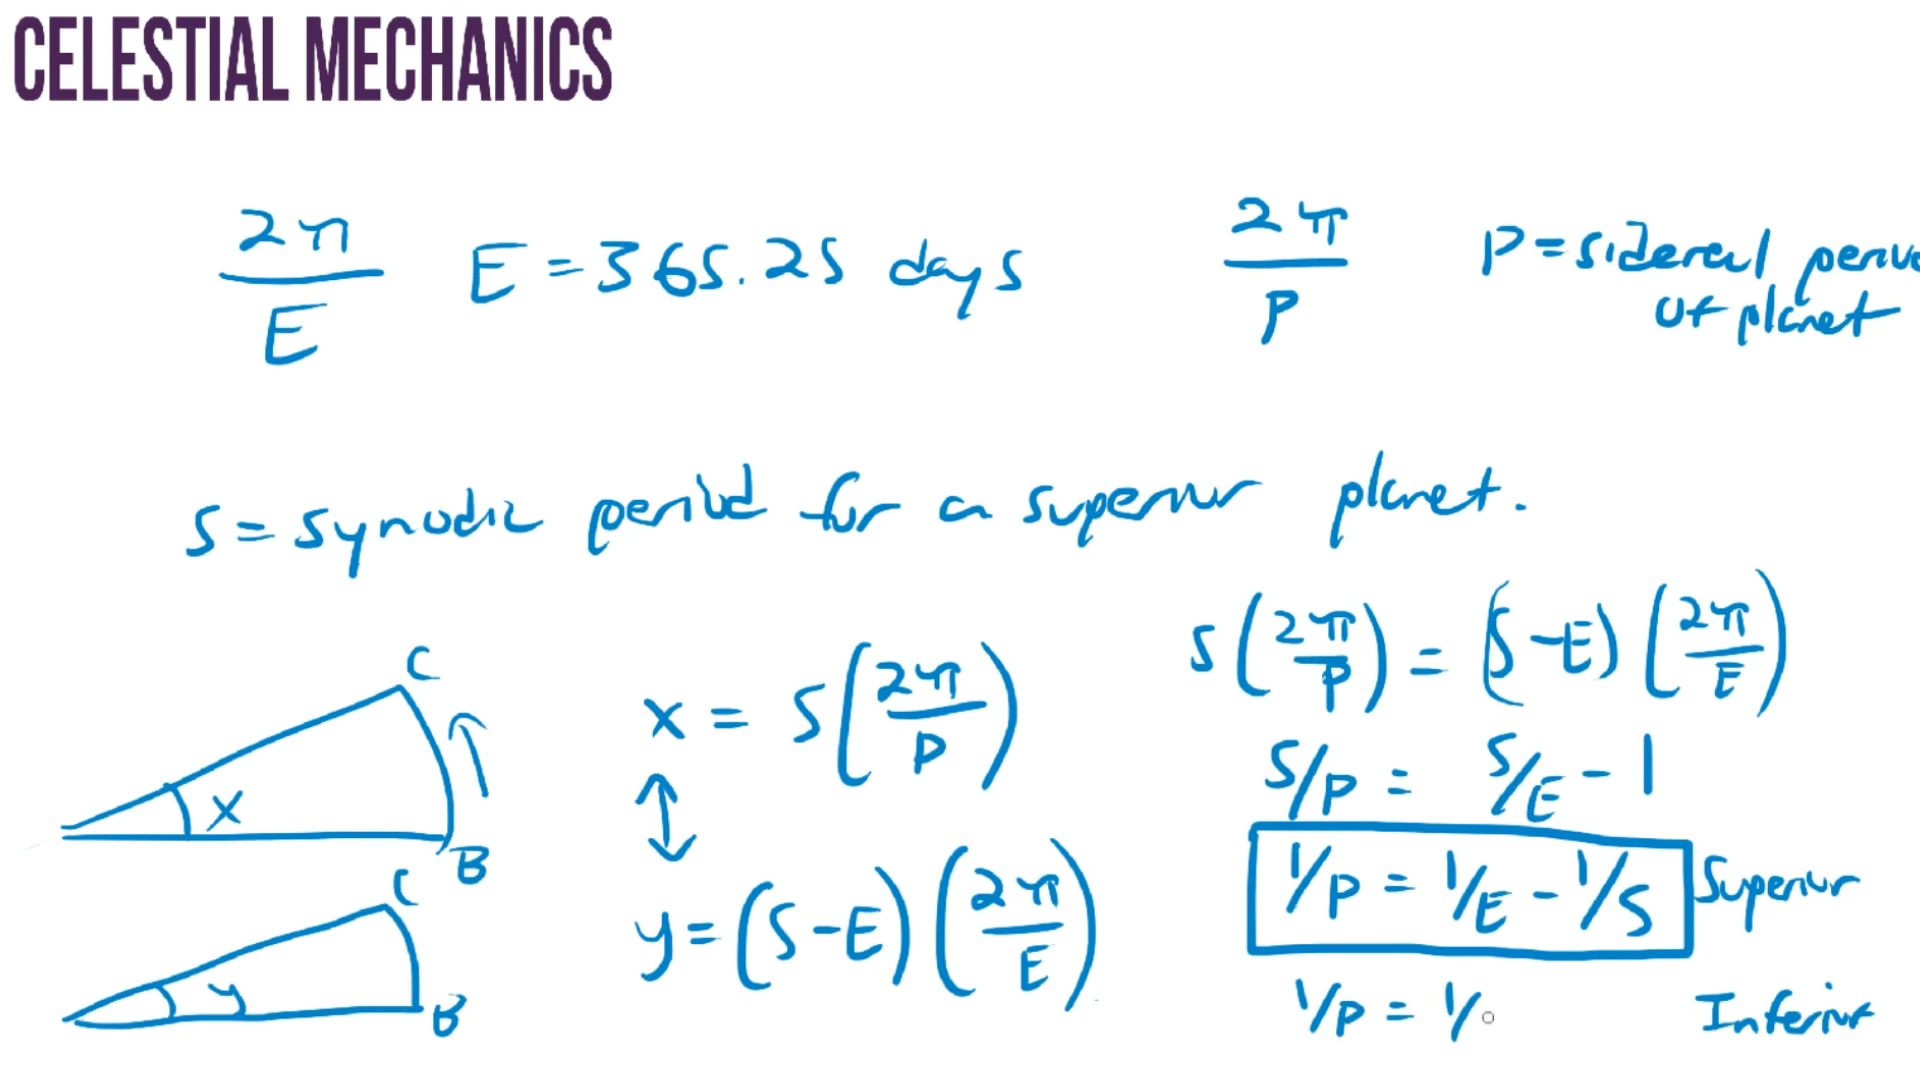 CELESTIAL MECHANICS
2π/E E = 365.25 days 2π/P P = sidereal period
of planet
S = synodic period for a superior planet.
C
X
B
C
y
B
x = S(2π/P)
↕
y = (S-E)(2π/E)
S(2π/P) = (S-E)(2π/E)
S/P = S/E - 1
1/P = 1/E - 1/S Superior
1/P = 1/ Inferior